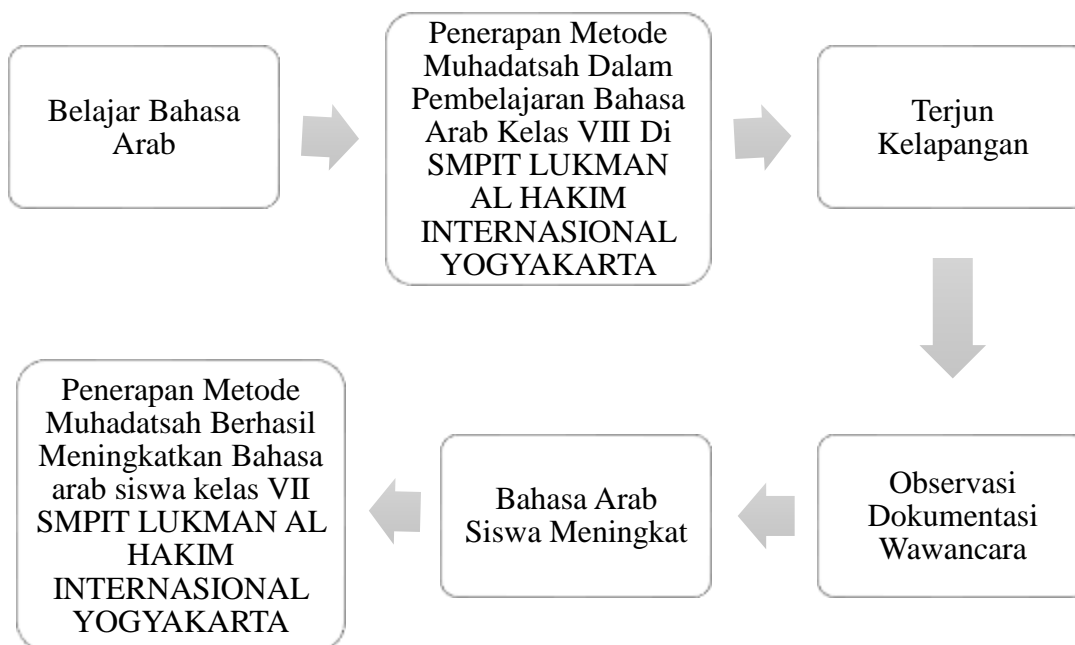 Belajar Bahasa
Arab
Penerapan Metode
Muhadatsah Dalam
Pembelajaran Bahasa
Arab Kelas VIII Di
SMPIT LUKMAN
AL HAKIM
INTERNASIONAL
YOGYAKARTA
Terjun
Kelapangan
Observasi
Dokumentasi
Wawancara
Bahasa Arab
Siswa Meningkat
Penerapan Metode
Muhadatsah Berhasil
Meningkatkan Bahasa
arab siswa kelas VII
SMPIT LUKMAN AL
HAKIM
INTERNASIONAL
YOGYAKARTA